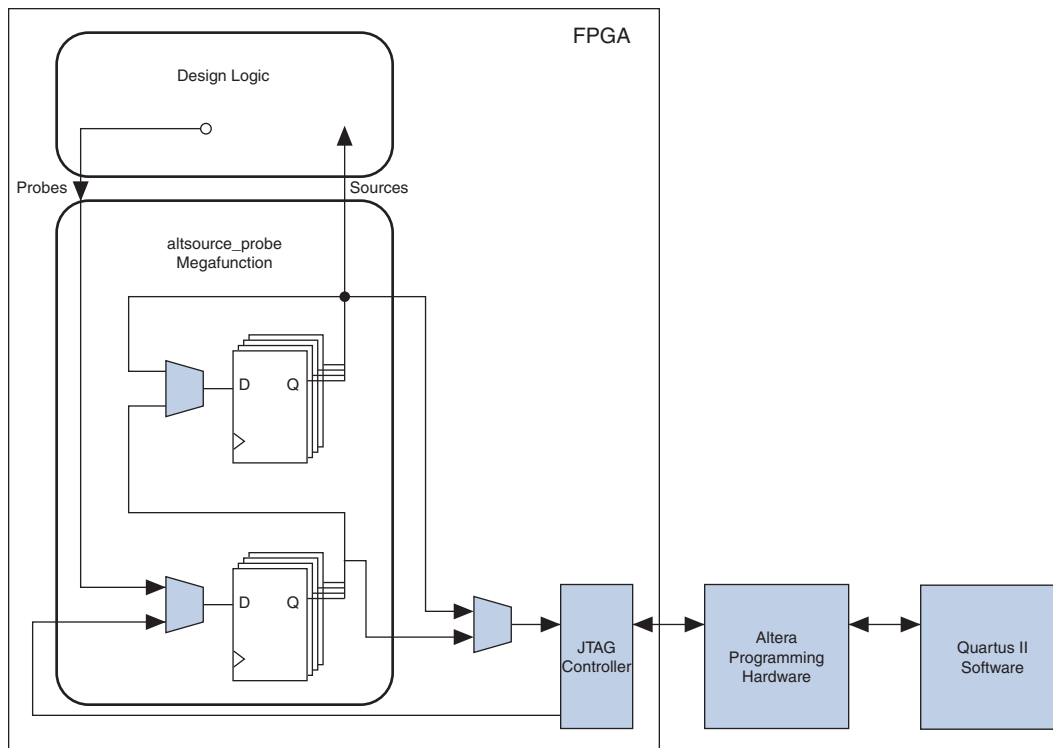 FPGA
Design Logic
Probes
Sources
altsource_probe
Megafunction
D
Q
D
Q
JTAG
Controller
Altera
Programming
Hardware
Quartus II
Software